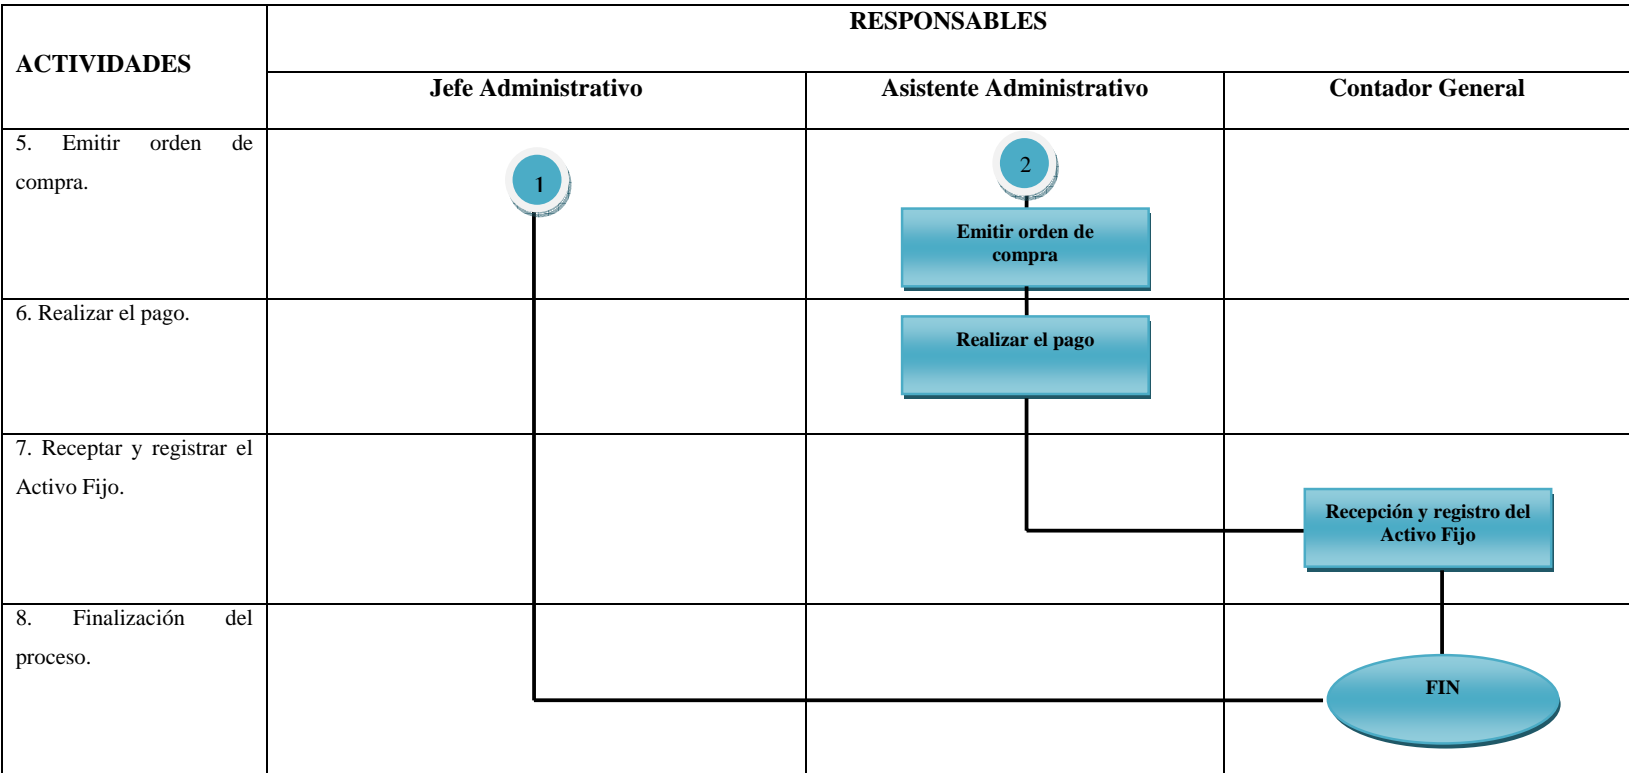 RESPONSABLES
ACTIVIDADES
Jefe Administrativo
Asistente Administrativo
Contador General
5. Emitir orden de
compra.
1
2
Emitir orden de
compra
6. Realizar el pago.
Realizar el pago
7. Receptar y registrar el
Activo Fijo.
Recepción y registro del
Activo Fijo
8. Finalización del
proceso.
FIN